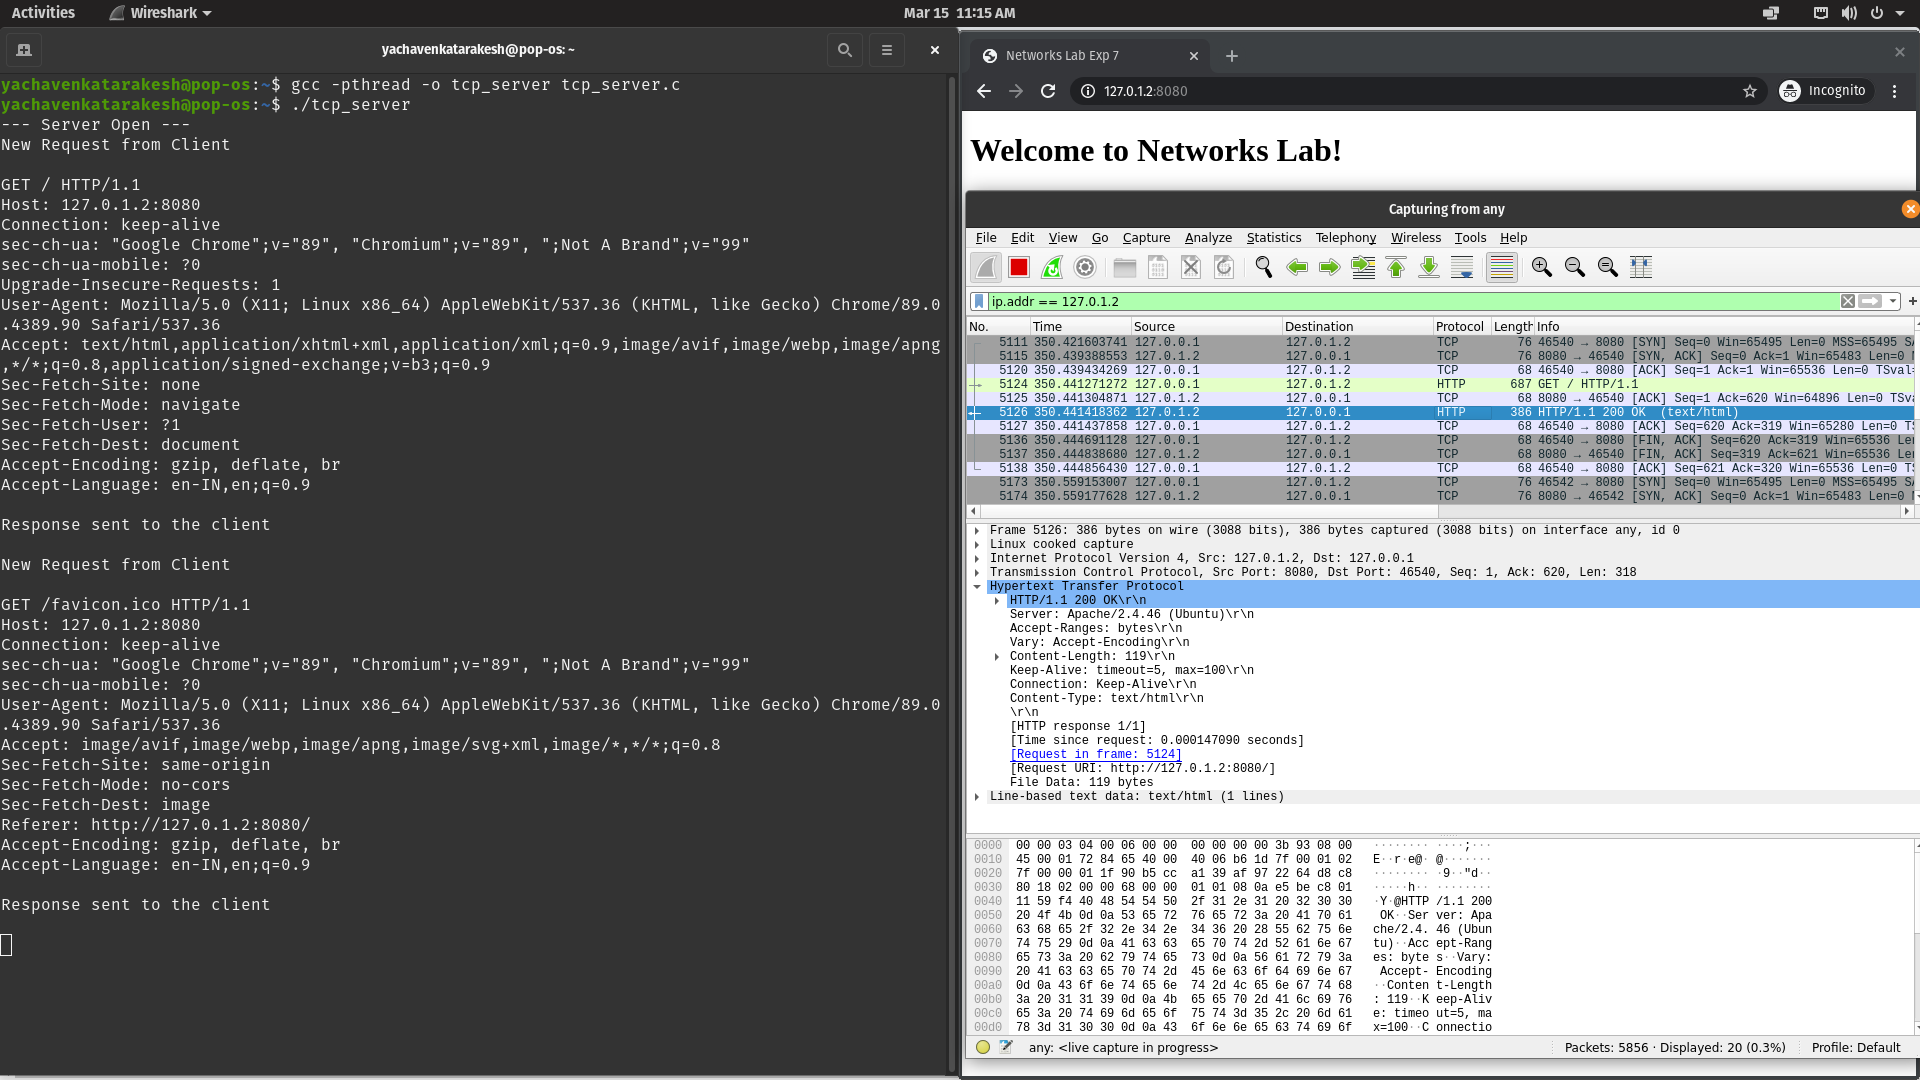 Activities
Wireshark
Mar 15 11:15 AM
yachavenkatarakesh@pop-os: ~
yachavenkatarakesh@pop-os:~$ gcc -pthread -o tcp_server tcp_server.c
yachavenkatarakesh@pop-os:~$ ./tcp_server
--- Server Open ---
New Request from Client
GET / HTTP/1.1
Host: 127.0.1.2:8080
Connection: keep-alive
sec-ch-ua: "Google Chrome";v="89", "Chromium";v="89", ";Not A Brand";v="99"
sec-ch-ua-mobile: ?0
Upgrade-Insecure-Requests: 1
User-Agent: Mozilla/5.0 (X11; Linux x86_64) AppleWebKit/537.36 (KHTML, like Gecko) Chrome/89.0
.4389.90 Safari/537.36
Accept: text/html,application/xhtml+xml,application/xml;q=0.9,image/avif,image/webp,image/apng
,*/*;q=0.8,application/signed-exchange;v=b3;q=0.9
Sec-Fetch-Site: none
Sec-Fetch-Mode: navigate
Sec-Fetch-User: ?1
Sec-Fetch-Dest: document
Accept-Encoding: gzip, deflate, br
Accept-Language: en-IN,en;q=0.9
Response sent to the client
New Request from Client
GET /favicon.ico HTTP/1.1
Host: 127.0.1.2:8080
Connection: keep-alive
sec-ch-ua: "Google Chrome";v="89", "Chromium";v="89", ";Not A Brand";v="99"
sec-ch-ua-mobile: ?0
User-Agent: Mozilla/5.0 (X11; Linux x86_64) AppleWebKit/537.36 (KHTML, like Gecko) Chrome/89.0
.4389.90 Safari/537.36
Accept: image/avif,image/webp,image/apng,image/svg+xml,image/*,*/*;q=0.8
Sec-Fetch-Site: same-origin
Sec-Fetch-Mode: no-cors
Sec-Fetch-Dest: image
Referer: http://127.0.1.2:8080/
Accept-Encoding: gzip, deflate, br
Accept-Language: en-IN,en;q=0.9
Response sent to the client
Networks Lab Exp 7
127.0.1.2:8080
Incognito
Welcome to Networks Lab!
Capturing from any
File Edit View Go Capture Analyze Statistics Telephony Wireless Tools Help
ip.addr == 127.0.1.2
No. Time Source Destination Protocol Length Info
5111 350.421603741 127.0.0.1 127.0.1.2 TCP 76 46540 → 8080 [SYN] Seq=0 Win=65495 Len=0 MSS=65495 SA
5115 350.439388553 127.0.1.2 127.0.0.1 TCP 76 8080 → 46540 [SYN, ACK] Seq=0 Ack=1 Win=65483 Len=0 M
5120 350.439434269 127.0.0.1 127.0.1.2 TCP 68 46540 → 8080 [ACK] Seq=1 Ack=1 Win=65536 Len=0 TSval=
5124 350.441271272 127.0.0.1 127.0.1.2 HTTP 687 GET / HTTP/1.1
5125 350.441304871 127.0.1.2 127.0.0.1 TCP 68 8080 → 46540 [ACK] Seq=1 Ack=620 Win=64896 Len=0 TSva
5126 350.441418362 127.0.1.2 127.0.0.1 HTTP 386 HTTP/1.1 200 OK (text/html)
5127 350.441437858 127.0.0.1 127.0.1.2 TCP 68 46540 → 8080 [ACK] Seq=620 Ack=319 Win=65280 Len=0 TS
5136 350.444691128 127.0.0.1 127.0.1.2 TCP 68 46540 → 8080 [FIN, ACK] Seq=620 Ack=319 Win=65536 Le
5137 350.444838680 127.0.1.2 127.0.0.1 TCP 68 8080 → 46540 [FIN, ACK] Seq=319 Ack=621 Win=65536 Le
5138 350.444856430 127.0.0.1 127.0.1.2 TCP 68 46540 → 8080 [ACK] Seq=621 Ack=320 Win=65536 Len=0 TS
5173 350.559153007 127.0.0.1 127.0.1.2 TCP 76 46542 → 8080 [SYN] Seq=0 Win=65495 Len=0 MSS=65495 SA
5174 350.559177628 127.0.1.2 127.0.0.1 TCP 76 8080 → 46542 [SYN, ACK] Seq=0 Ack=1 Win=65483 Len=0 M
Frame 5126: 386 bytes on wire (3088 bits), 386 bytes captured (3088 bits) on interface any, id 0
Linux cooked capture
Internet Protocol Version 4, Src: 127.0.1.2, Dst: 127.0.0.1
Transmission Control Protocol, Src Port: 8080, Dst Port: 46540, Seq: 1, Ack: 620, Len: 318
Hypertext Transfer Protocol
HTTP/1.1 200 OK\r\n
Server: Apache/2.4.46 (Ubuntu)\r\n
Accept-Ranges: bytes\r\n
Vary: Accept-Encoding\r\n
Content-Length: 119\r\n
Keep-Alive: timeout=5, max=100\r\n
Connection: Keep-Alive\r\n
Content-Type: text/html\r\n
\r\n
[HTTP response 1/1]
[Time since request: 0.000147090 seconds]
[Request in frame: 5124]
[Request URI: http://127.0.1.2:8080/]
File Data: 119 bytes
Line-based text data: text/html (1 lines)
0000 00 00 03 04 00 06 00 00 00 00 00 00 3b 93 08 00 ········ ····;···
0010 45 00 01 72 84 65 40 00 40 06 b6 1d 7f 00 01 02 E··r·e@· @·······
0020 7f 00 00 01 1f 90 b5 cc a1 39 af 97 22 64 d8 c8 ········ ·9··"d··
0030 80 18 02 00 00 68 00 00 01 01 08 0a e5 be c8 01 ·····h·· ········
0040 11 59 f4 40 48 54 54 50 2f 31 2e 31 20 32 30 30 ·Y·@HTTP /1.1 200
0050 20 4f 4b 0d 0a 53 65 72 76 65 72 3a 20 41 70 61 OK··Ser ver: Apa
0060 63 68 65 2f 32 2e 34 2e 34 36 20 28 55 62 75 6e che/2.4. 46 (Ubun
0070 74 75 29 0d 0a 41 63 63 65 70 74 2d 52 61 6e 67 tu)··Acc ept-Rang
0080 65 73 3a 20 62 79 74 65 73 0d 0a 56 61 72 79 3a es: byte s··Vary:
0090 20 41 63 63 65 70 74 2d 45 6e 63 6f 64 69 6e 67 Accept- Encoding
00a0 0d 0a 43 6f 6e 74 65 6e 74 2d 4c 65 6e 67 74 68 ··Conten t-Length
00b0 3a 20 31 31 39 0d 0a 4b 65 65 70 2d 41 6c 69 76 : 119··K eep-Aliv
00c0 65 3a 20 74 69 6d 65 6f 75 74 3d 35 2c 20 6d 61 e: timeo ut=5, ma
00d0 78 3d 31 30 30 0d 0a 43 6f 6e 6e 65 63 74 69 6f x=100··C onnectio
any: <live capture in progress>
Packets: 5856 · Displayed: 20 (0.3%)
Profile: Default